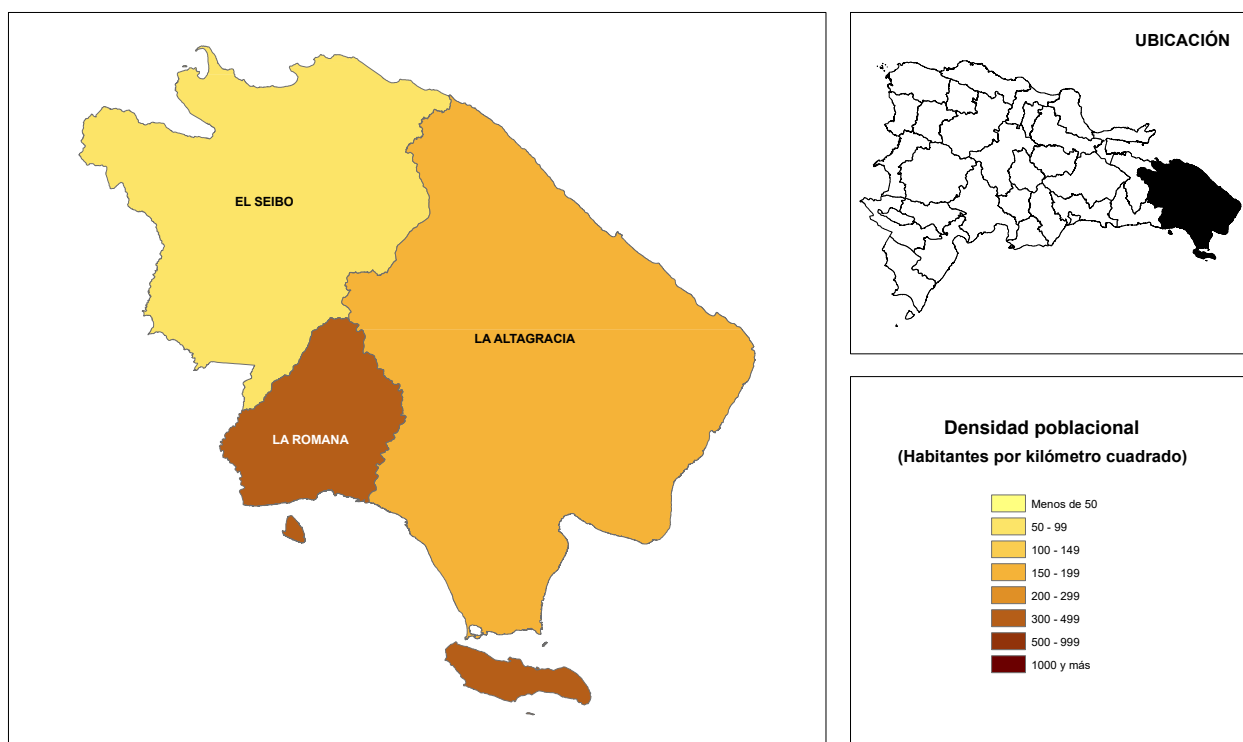 EL SEIBO
LA ALTAGRACIA
LA ROMANA
UBICACIÓN
Densidad poblacional
(Habitantes por kilómetro cuadrado)
Menos de 50
50 - 99
100 - 149
150 - 199
200 - 299
300 - 499
500 - 999
1000 y más